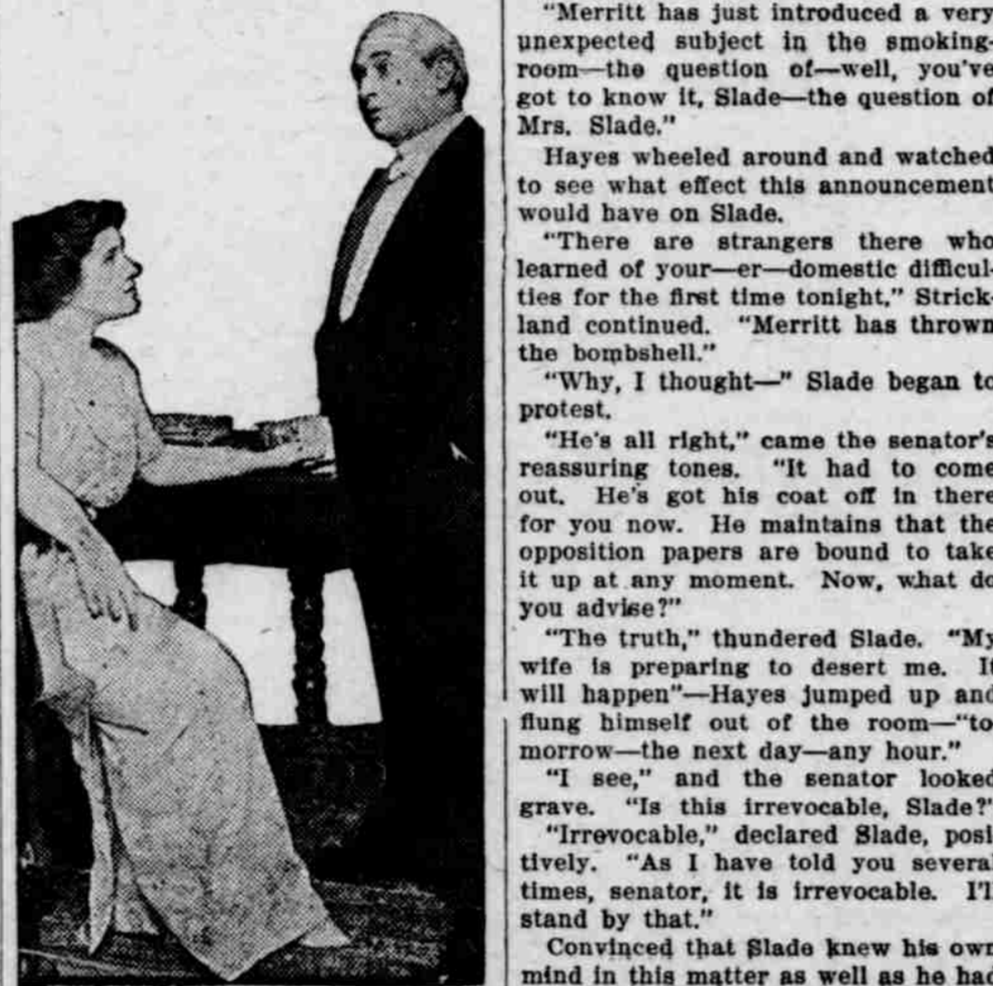 "Merritt has just introduced a very
unexpected subject in the smoking-
room—the question of—well, you've
got to know it, Slade—the question of
Mrs. Slade."
Hayes wheeled around and watched
to see what effect this announcement
would have on Slade.
"There are strangers there who
learned of your—er—domestic difficul-
ties for the first time tonight," Strick-
land continued. "Merritt has thrown
the bombshell."
"Why, I thought—" Slade began to
protest.
"He's all right," came the senator's
reassuring tones. "It had to come
out. He's got his coat off in there
for you now. He maintains that the
opposition papers are bound to take
it up at any moment. Now, what do
you advise?"
"The truth," thundered Slade. "My
wife is preparing to desert me. It
will happen"—Hayes jumped up and
flung himself out of the room—"to
morrow—the next day—any hour."
"I see," and the senator looked
grave. "Is this irrevocable, Slade?"
"Irrevocable," declared Slade, posi
tively. "As I have told you several
times, senator, it is irrevocable. I'll
stand by that."
Convinced that Slade knew his own
mind in this matter as well as he had